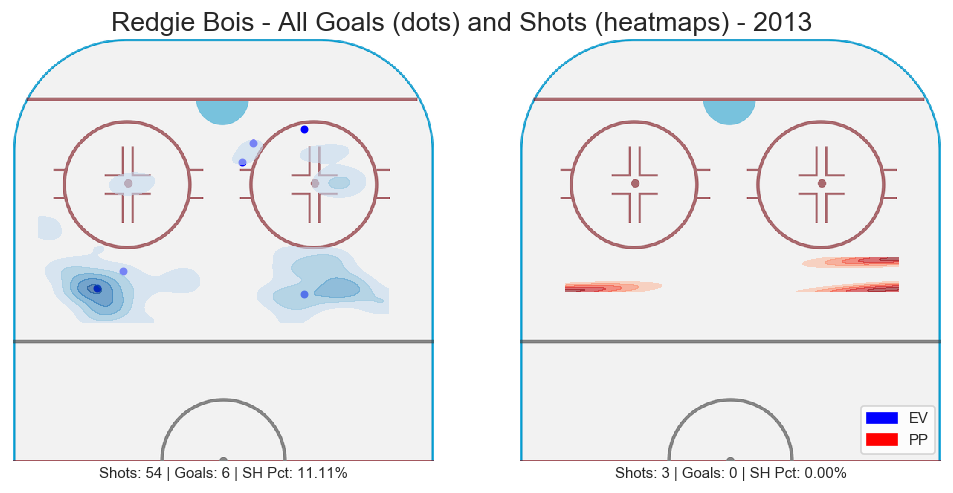 Redgie Bois - All Goals (dots) and Shots (heatmaps) - 2013
EV
PP
Shots: 54 | Goals: 6 | SH Pct: 11.11%
Shots: 3 | Goals: 0 | SH Pct: 0.00%